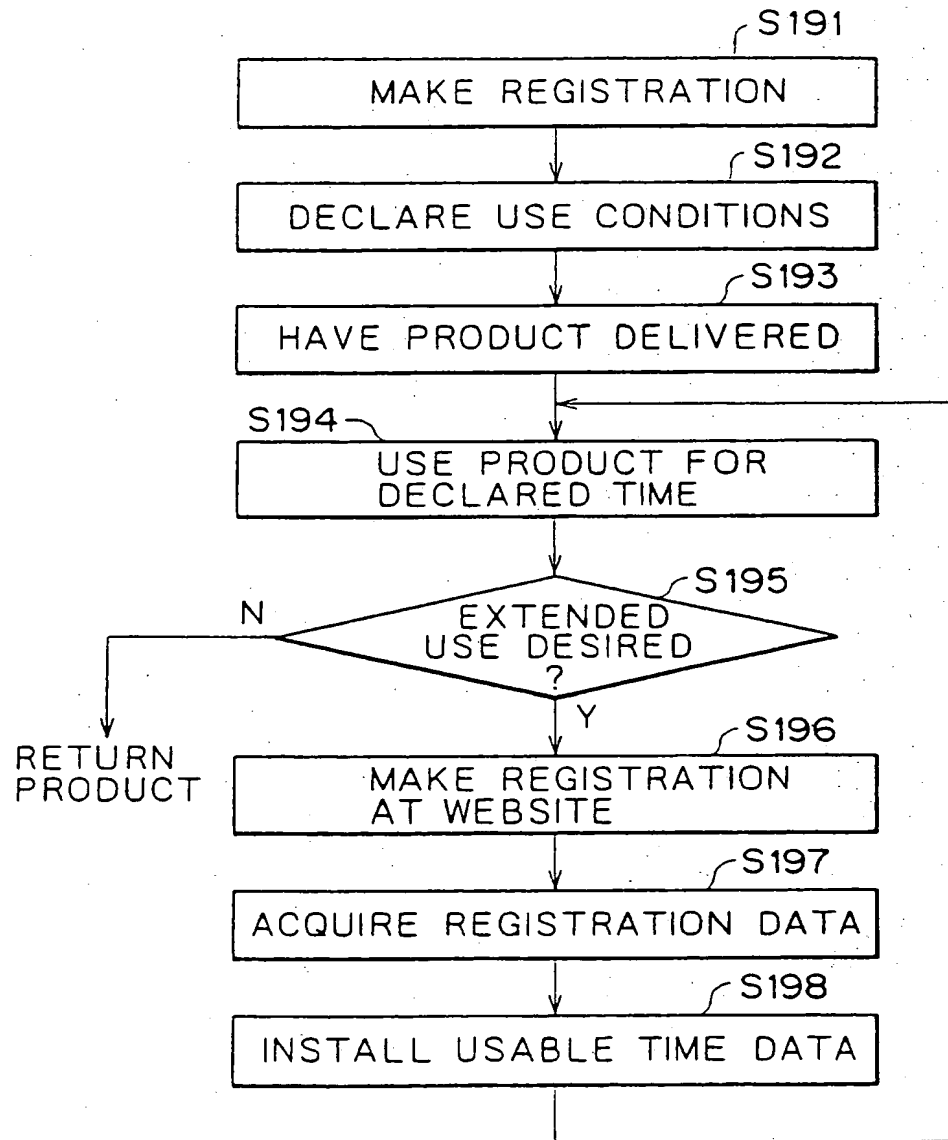 S191
MAKE REGISTRATION
S192
DECLARE USE CONDITIONS
S193
HAVE PRODUCT DELIVERED
S194
USE PRODUCT FOR
DECLARED TIME
S195
EXTENDED
USE DESIRED
?
N
Y
RETURN
PRODUCT
S196
MAKE REGISTRATION
AT WEBSITE
S197
ACQUIRE REGISTRATION DATA
S198
INSTALL USABLE TIME DATA